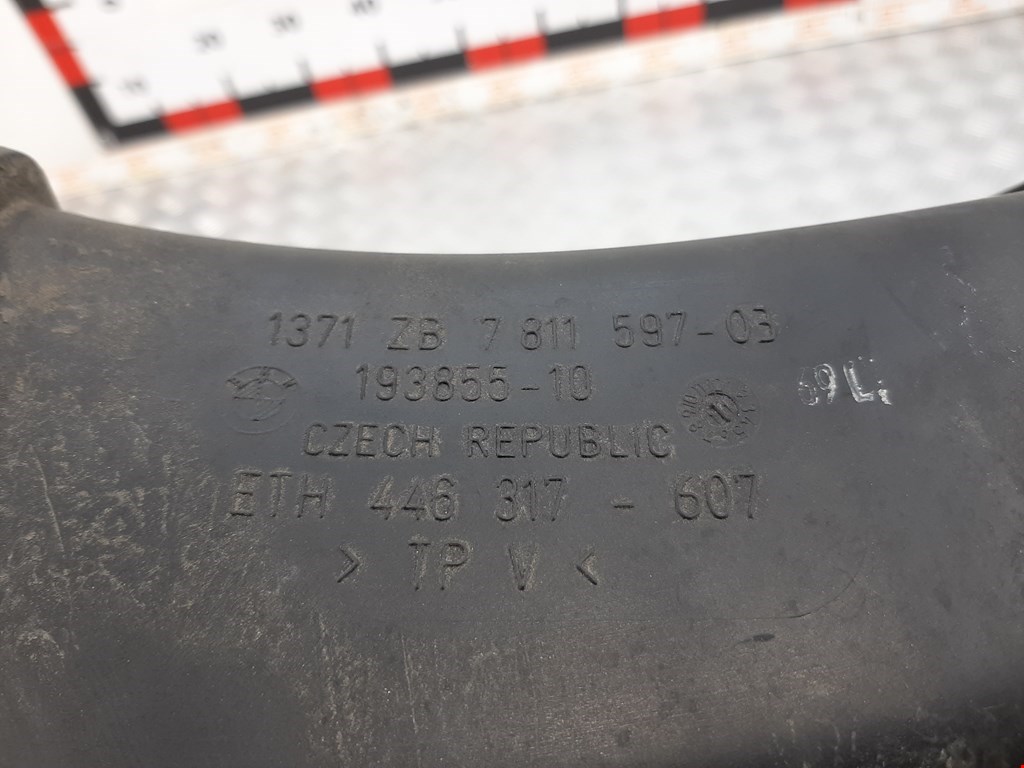 1371 ZB 7 811 597-03
193855-10
CZECH REPUBLIC
ETH 446 317 - 607
> TP V <